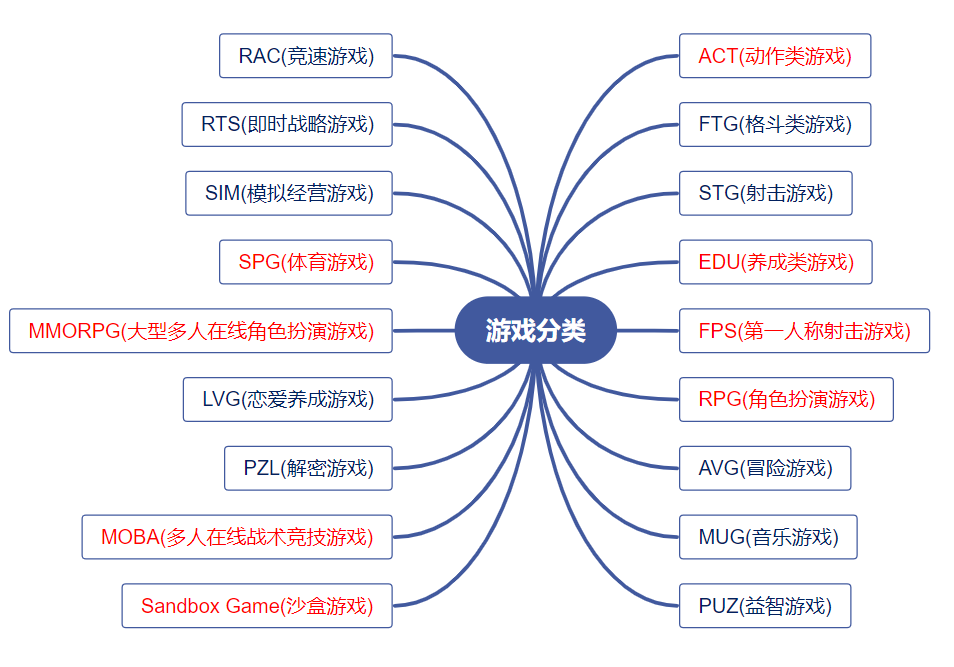 RAC(竞速游戏)
RTS(即时战略游戏)
SIM(模拟经营游戏)
SPG(体育游戏)
MMORPG(大型多人在线角色扮演游戏)
LVG(恋爱养成游戏)
PZL(解密游戏)
MOBA(多人在线战术竞技游戏)
Sandbox Game(沙盒游戏)
游戏分类
ACT(动作类游戏)
FTG(格斗类游戏)
STG(射击游戏)
EDU(养成类游戏)
FPS(第一人称射击游戏)
RPG(角色扮演游戏)
AVG(冒险游戏)
MUG(音乐游戏)
PUZ(益智游戏)